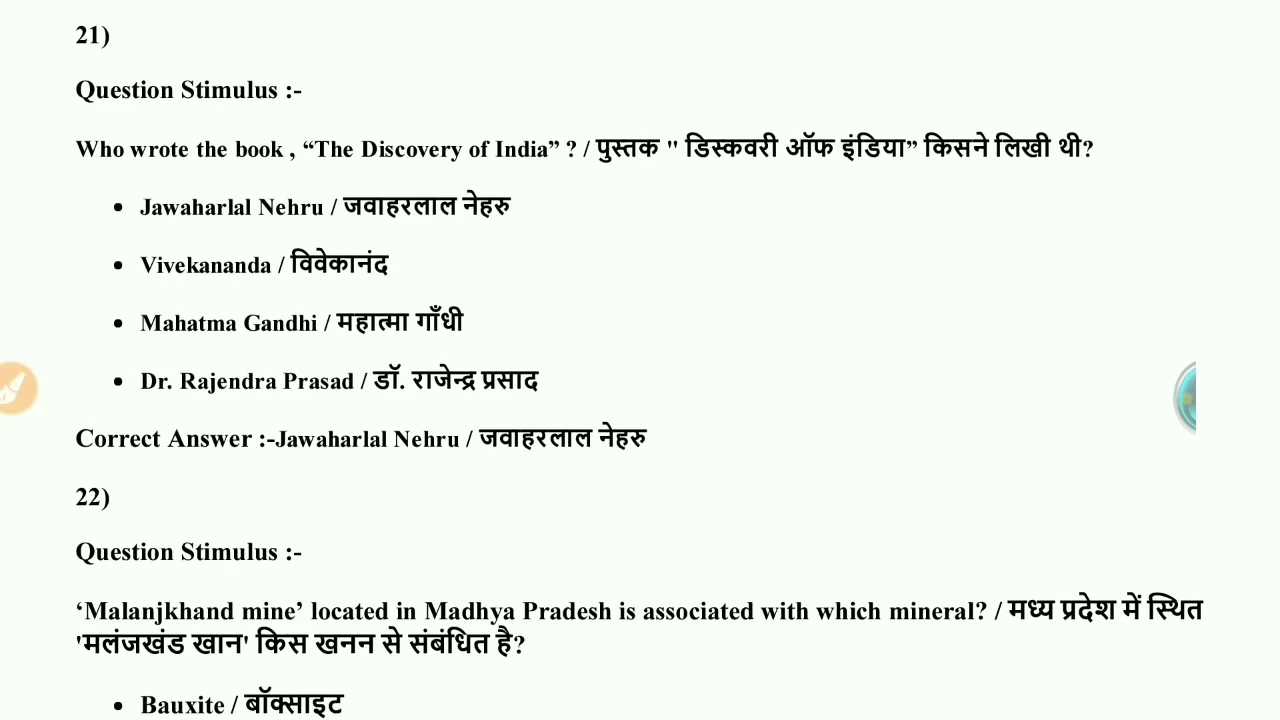 21)
Question Stimulus :-
Who wrote the book , “The Discovery of India” ? / पुस्तक " डिस्कवरी ऑफ इंडिया” किसने लिखी थी?
• Jawaharlal Nehru / जवाहरलाल नेहरु
• Vivekananda / विवेकानंद
• Mahatma Gandhi / महात्मा गाँधी
• Dr. Rajendra Prasad / डॉ. राजेन्द्र प्रसाद
Correct Answer :-Jawaharlal Nehru / जवाहरलाल नेहरु
22)
Question Stimulus :-
‘Malanjkhand mine’ located in Madhya Pradesh is associated with which mineral? / मध्य प्रदेश में स्थित
'मलंजखंड खान' किस खनन से संबंधित है?
• Bauxite / बॉक्साइट